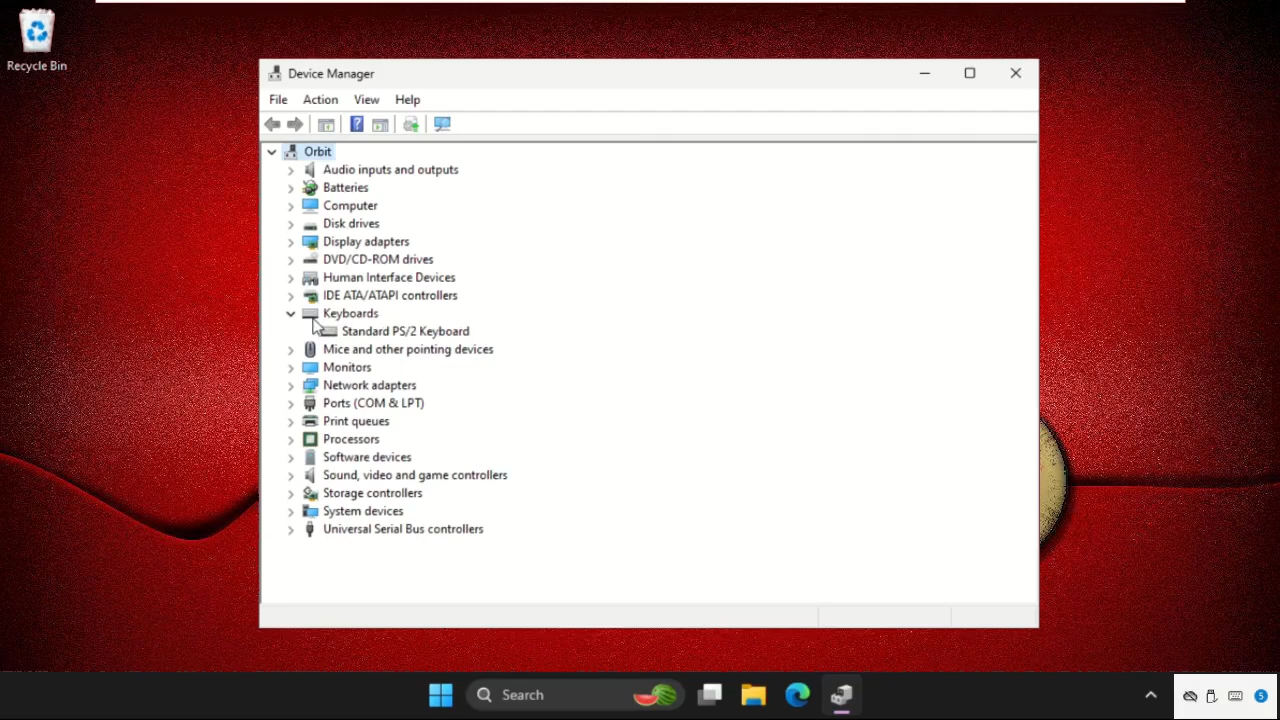 Recycle Bin
Device Manager
File Action View Help
Orbit
Audio inputs and outputs
Batteries
Computer
Disk drives
Display adapters
DVD/CD-ROM drives
Human Interface Devices
IDE ATA/ATAPI controllers
Keyboards
Standard PS/2 Keyboard
Mice and other pointing devices
Monitors
Network adapters
Ports (COM & LPT)
Print queues
Processors
Software devices
Sound, video and game controllers
Storage controllers
System devices
Universal Serial Bus controllers
Search
5